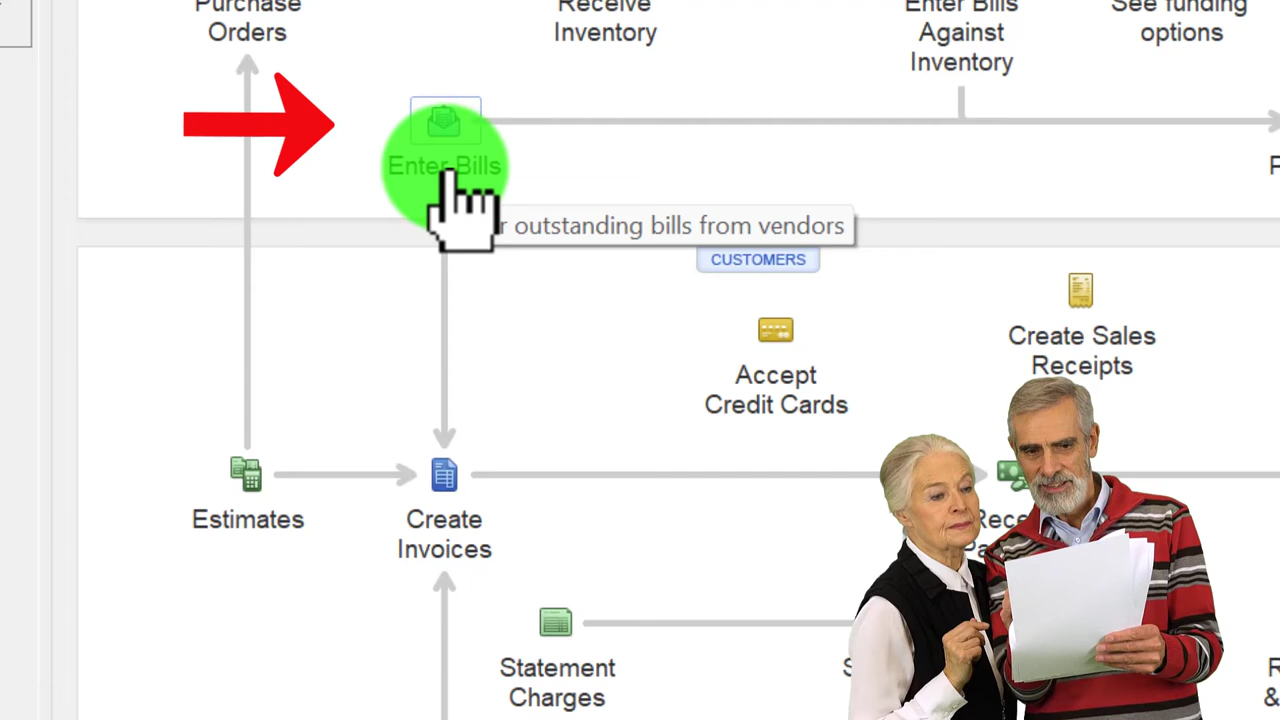 Purchase
Orders
Receive
Inventory
Enter Bills
Against
Inventory
See funding
options
Enter Bills
outstanding bills from vendors
CUSTOMERS
Accept
Credit Cards
Create Sales
Receipts
Estimates
Create
Invoices
Statement
Charges